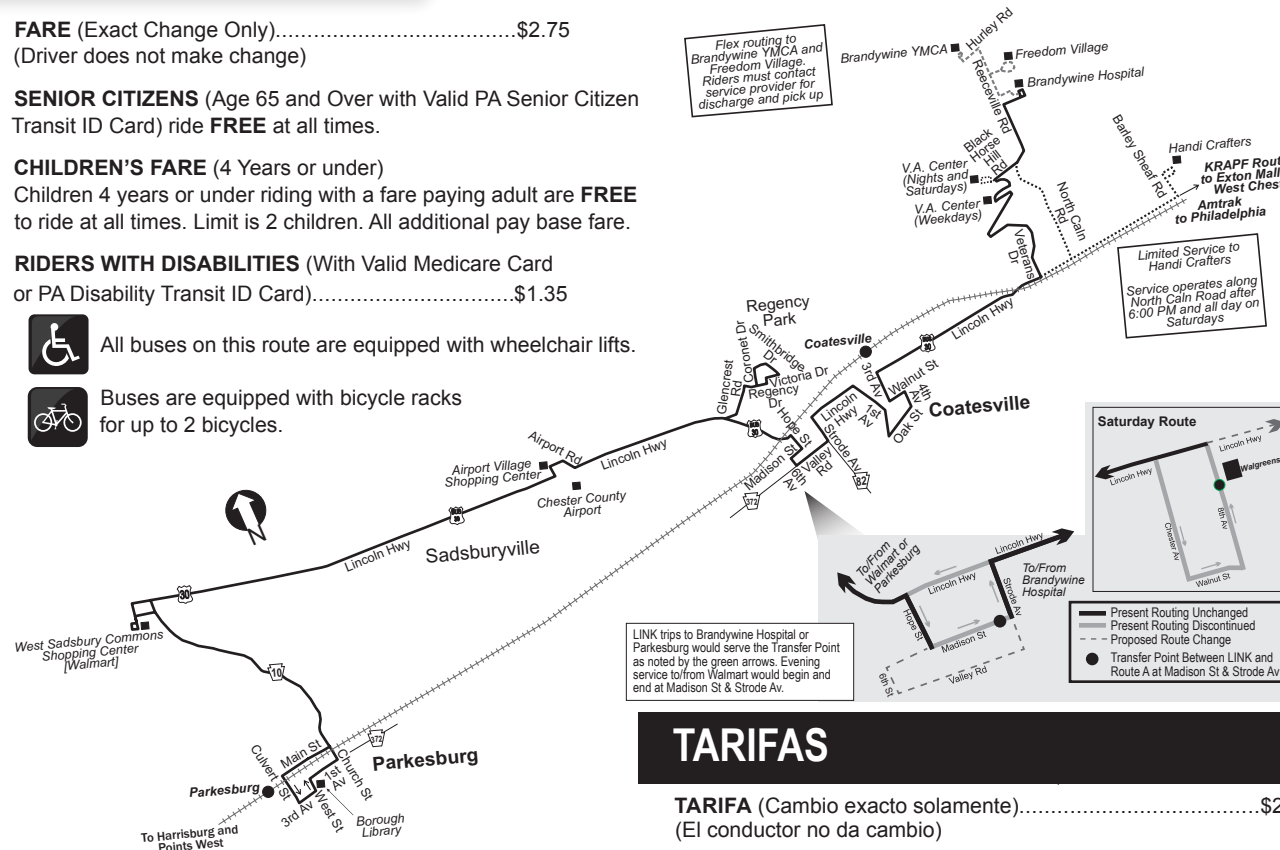 FARE (Exact Change Only)........................................$2.75
(Driver does not make change)
SENIOR CITIZENS (Age 65 and Over with Valid PA Senior Citizen
Transit ID Card) ride FREE at all times.
CHILDREN'S FARE (4 Years or under)
Children 4 years or under riding with a fare paying adult are FREE
to ride at all times. Limit is 2 children. All additional pay base fare.
RIDERS WITH DISABILITIES (With Valid Medicare Card
or PA Disability Transit ID Card)..................................$1.35
All buses on this route are equipped with wheelchair lifts.
Buses are equipped with bicycle racks
for up to 2 bicycles.
Flex routing to
Brandywine YMCA and
Freedom Village.
Riders must contact
service provider for
discharge and pick up
Brandywine YMCA
Hurley Rd
Freedom Village
Reeceville Rd
Brandywine Hospital
Black
Horse
Hill
Rd
V.A. Center
(Nights and
Saturdays)
V.A. Center
(Weekdays)
Veterans
Dr
North Caln
Rd
Barley Sheaf Rd
Handi Crafters
KRAPF Rout
to Exton Mall
West Chest
Amtrak
to Philadelphia
Limited Service to
Handi Crafters
Service operates along
North Caln Road after
6:00 PM and all day on
Saturdays
Regency
Park
Glencrest
Rd
Coronet Dr
Smithbridge
Dr
Victoria Dr
Regency
Dr
Hope St
Coatesville
3rd Av
Lincoln Hwy
30
Walnut St
4th
Av
Oak St
Coatesville
Lincoln
Hwy
1st
Av
Strode Av
Valley
Rd
82
Madison St
6th
Av
372
30
Airport Rd
Lincoln Hwy
Airport Village
Shopping Center
Chester County
Airport
30
Sadsburyville
Lincoln Hwy
30
West Sadsbury Commons
Shopping Center
[Walmart]
10
Parkesburg
372
Main St
Culvert
St
Church St
1st
Av
3rd Av
West St
Borough
Library
Parkesburg
To Harrisburg and
Points West
Saturday Route
Lincoln Hwy
Lincoln Hwy
Walgreens
Chester Av
8th Av
Walnut St
To/From
Walmart or
Parkesburg
Lincoln Hwy
Lincoln Hwy
To/From
Brandywine
Hospital
Hope St
Strode Av
Madison St
6th St
Valley Rd
Present Routing Unchanged
Present Routing Discontinued
Proposed Route Change
Transfer Point Between LINK and
Route A at Madison St & Strode Av
LINK trips to Brandywine Hospital or
Parkesburg would serve the Transfer Point
as noted by the green arrows. Evening
service to/from Walmart would begin and
end at Madison St & Strode Av.
TARIFAS
TARIFA (Cambio exacto solamente)........................................$2
(El conductor no da cambio)